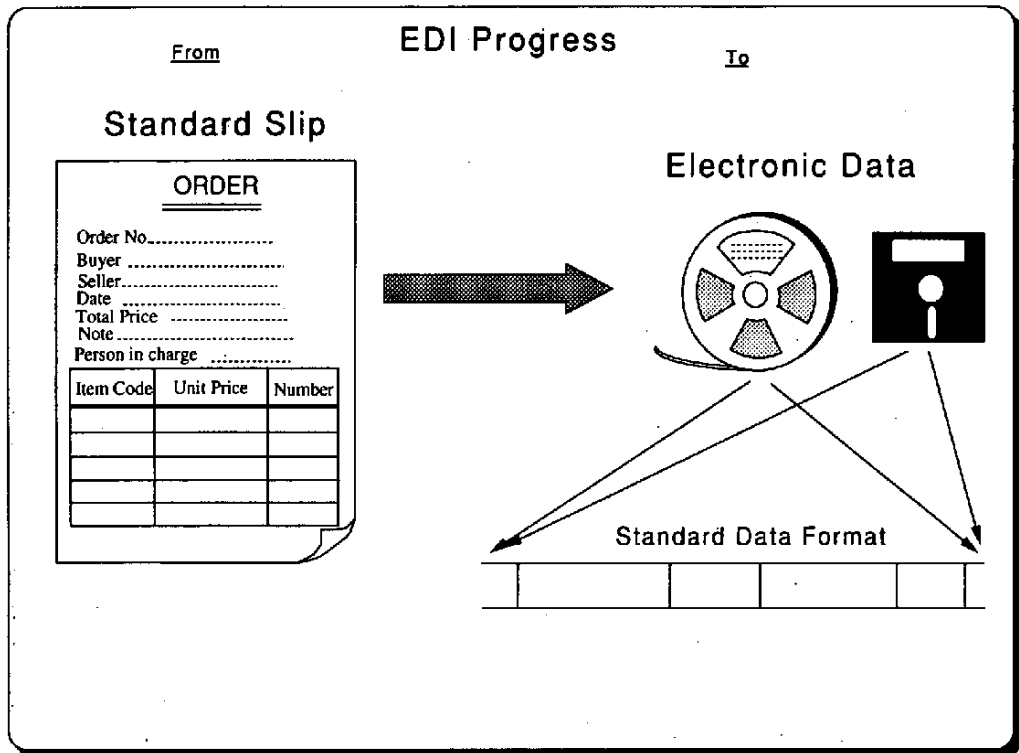 EDI Progress
From
To
Standard Slip
ORDER
Order No.
Buyer
Seller
Date
Total Price
Note
Person in charge
Item Code Unit Price Number
Electronic Data
Standard Data Format